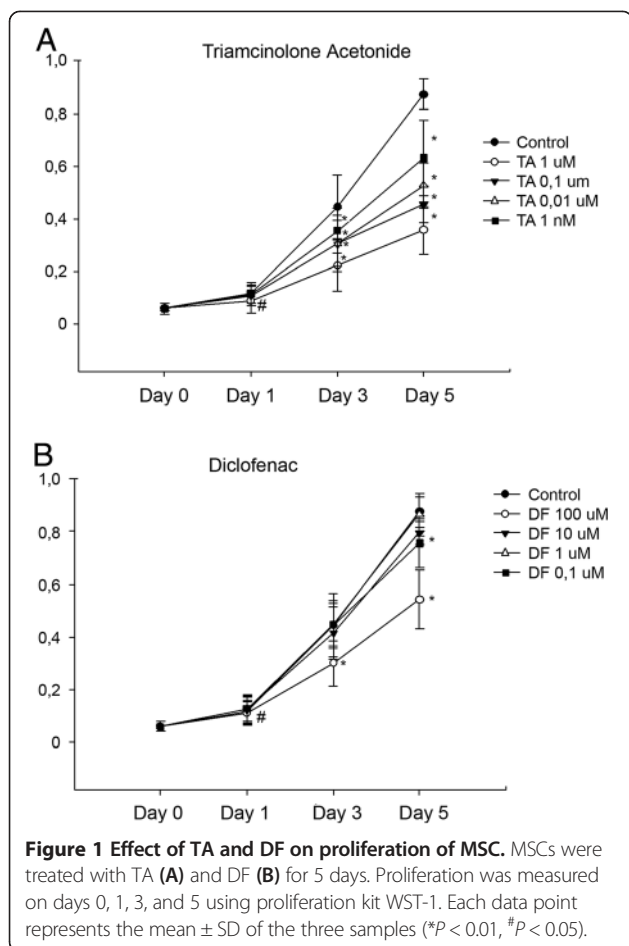 A
Triamcinolone Acetonide
1,0
0,8
0,6
0,4
0,2
0
*
*
*
*
*
*
*
*
#
Control
TA 1 uM
TA 0,1 um
TA 0,01 uM
TA 1 nM
Day 0 Day 1 Day 3 Day 5
B
Diclofenac
1,0
0,8
0,6
0,4
0,2
0
*
*
*
#
Control
DF 100 uM
DF 10 uM
DF 1 uM
DF 0,1 uM
Day 0 Day 1 Day 3 Day 5
Figure 1 Effect of TA and DF on proliferation of MSC. MSCs were
treated with TA (A) and DF (B) for 5 days. Proliferation was measured
on days 0, 1, 3, and 5 using proliferation kit WST-1. Each data point
represents the mean ± SD of the three samples (*P < 0.01, #P < 0.05).